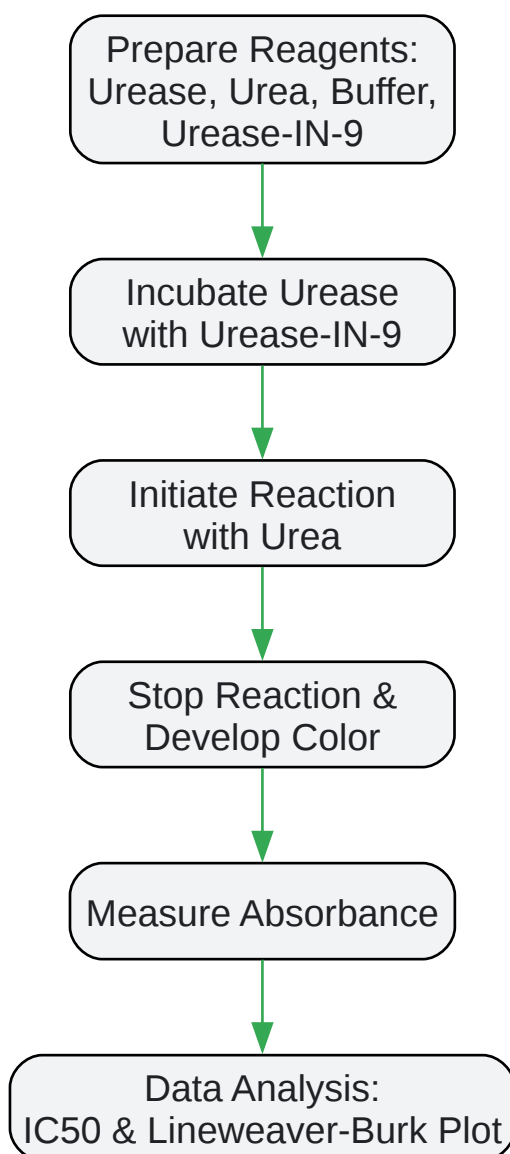 Prepare Reagents:
Urease, Urea, Buffer,
Urease-IN-9
Incubate Urease
with Urease-IN-9
Initiate Reaction
with Urea
Stop Reaction &
Develop Color
Measure Absorbance
Data Analysis:
IC50 & Lineweaver-Burk Plot